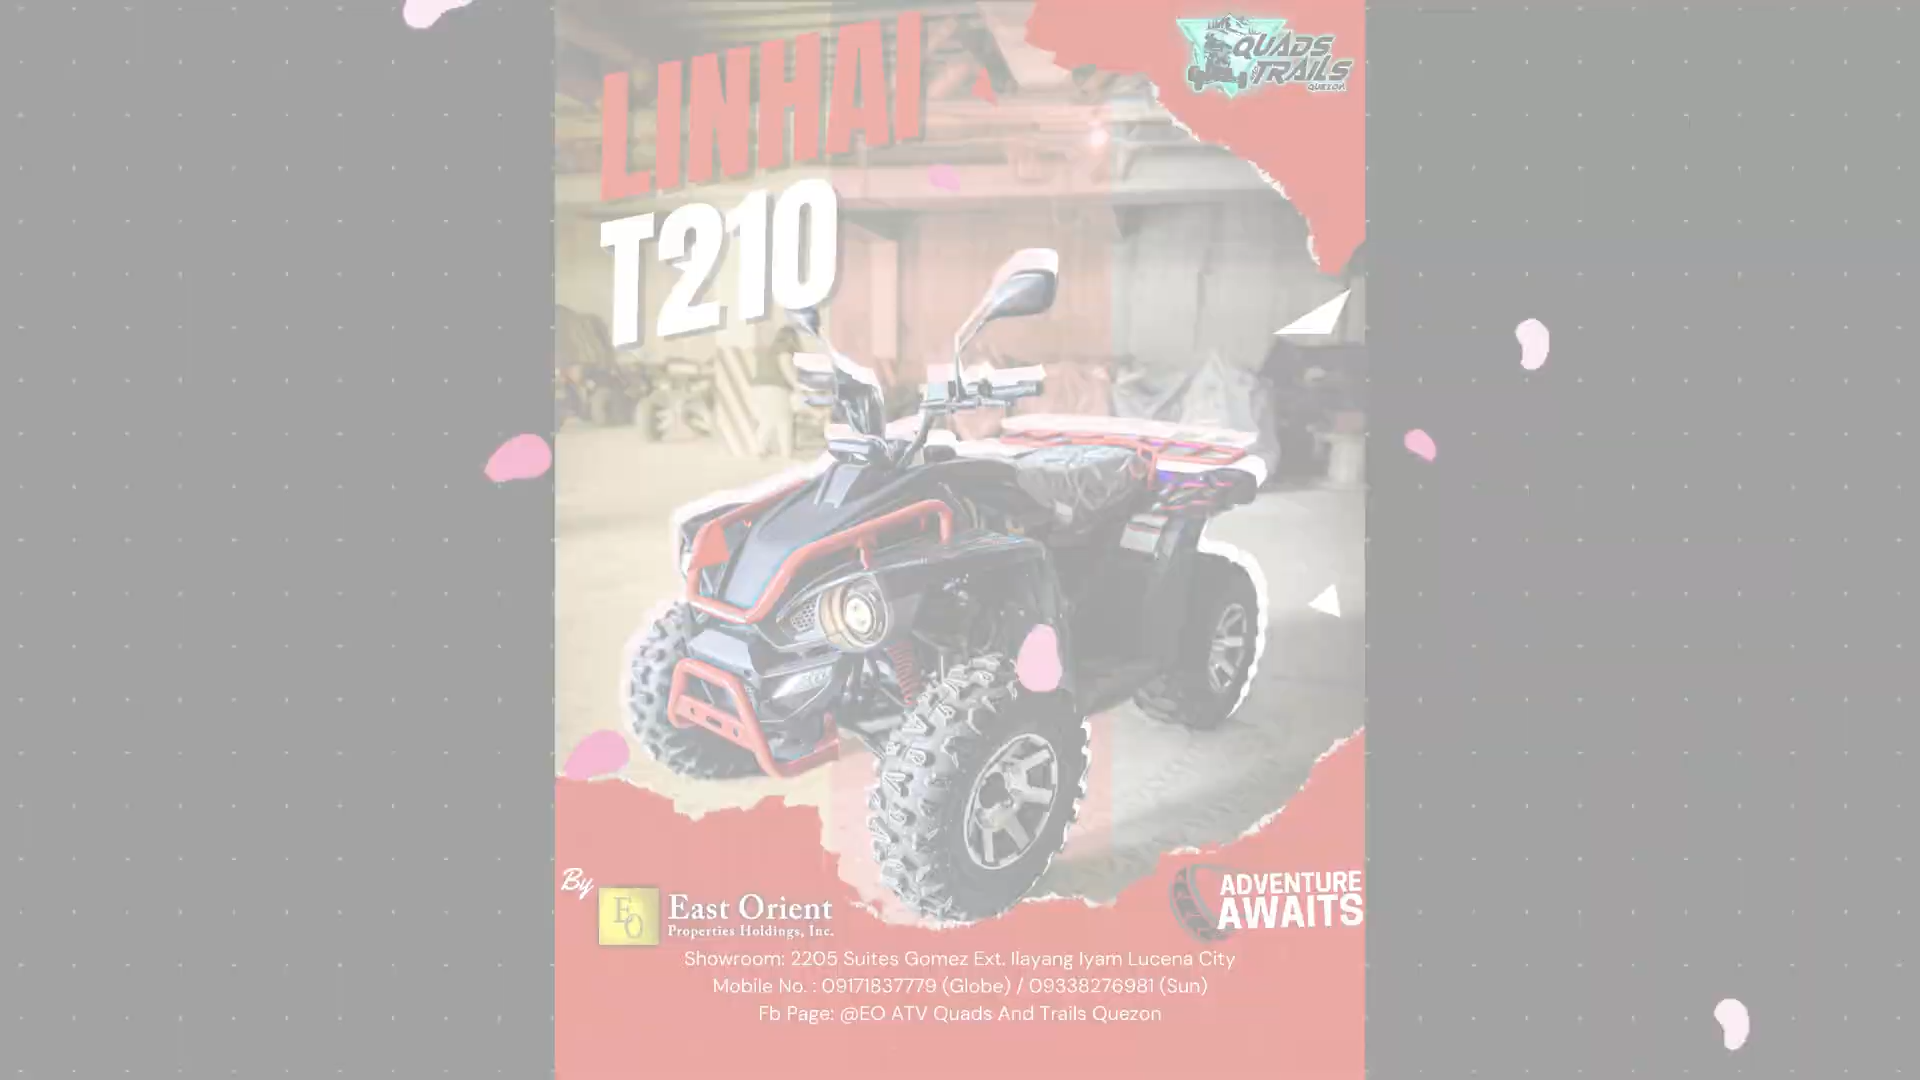 LINHAI
T210
QUADS
TRAILS
QUEZON
By
EO
East Orient
Properties Holdings, Inc.
ADVENTURE
AWAITS
Showroom: 2205 Suites Gomez Ext. Ilayang Iyam Lucena City
Mobile No. : 09171837779 (Globe) / 09338276981 (Sun)
Fb Page: @EO ATV Quads And Trails Quezon